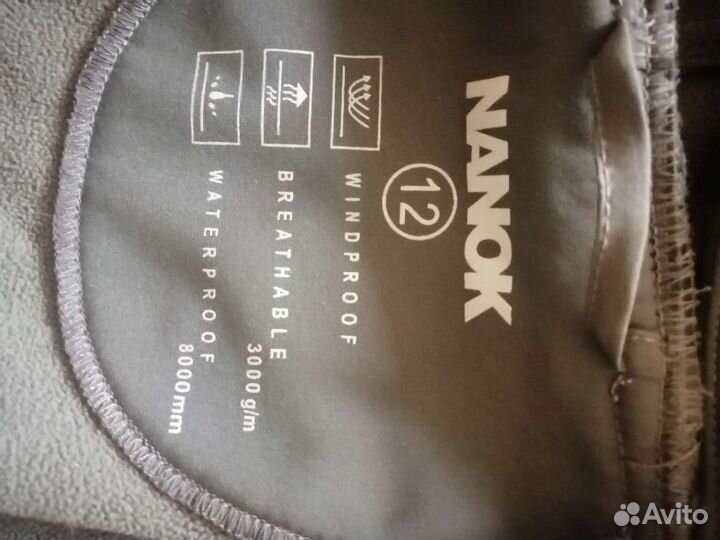 NANOK
12
WINDPROOF
BREATHABLE 3000g/m
WATERPROOF 8000mm
Avito